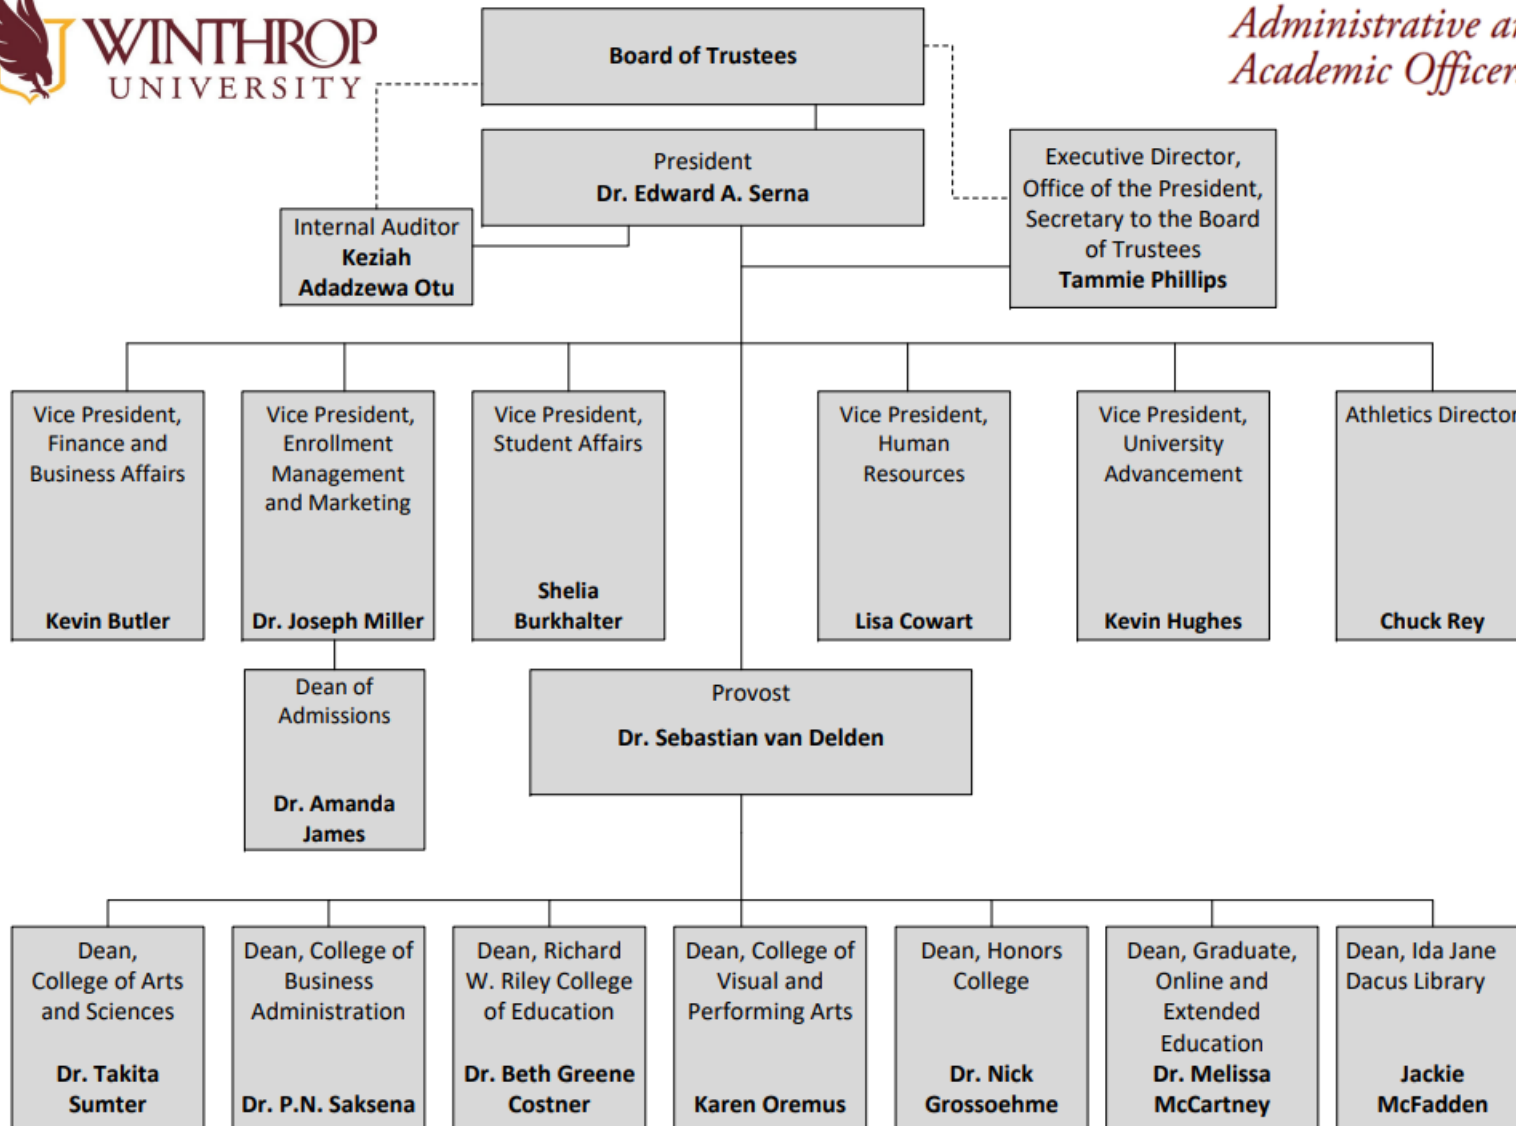 WINTHROP
UNIVERSITY
Administrative
Academic
Board of Trustees
President
Dr. Edward A. Serna
Internal Auditor
Keziah
Adadzewa Otu
Executive Director,
Office of the President,
Secretary to the Board
of Trustees
Tammie Phillips
Vice President,
Finance and
Business Affairs
Kevin Butler
Vice President,
Enrollment
Management
and Marketing
Dr. Joseph Miller
Vice President,
Student Affairs
Shelia
Burkhalter
Vice President,
Human
Resources
Lisa Cowart
Vice President,
University
Advancement
Kevin Hughes
Athletics Director
Chuck Rey
Dean of
Admissions
Dr. Amanda
James
Provost
Dr. Sebastian van Delden
Dean,
College of Arts
and Sciences
Dr. Takita
Sumter
Dean, College of
Business
Administration
Dr. P.N. Saksena
Dean, Richard
W. Riley College
of Education
Dr. Beth Greene
Costner
Dean, College of
Visual and
Performing Arts
Karen Oremus
Dean, Honors
College
Dr. Nick
Grossoehme
Dean, Graduate,
Online and
Extended
Education
Dr. Melissa
McCartney
Dean, Ida Jane
Dacus Library
Jackie
McFadden